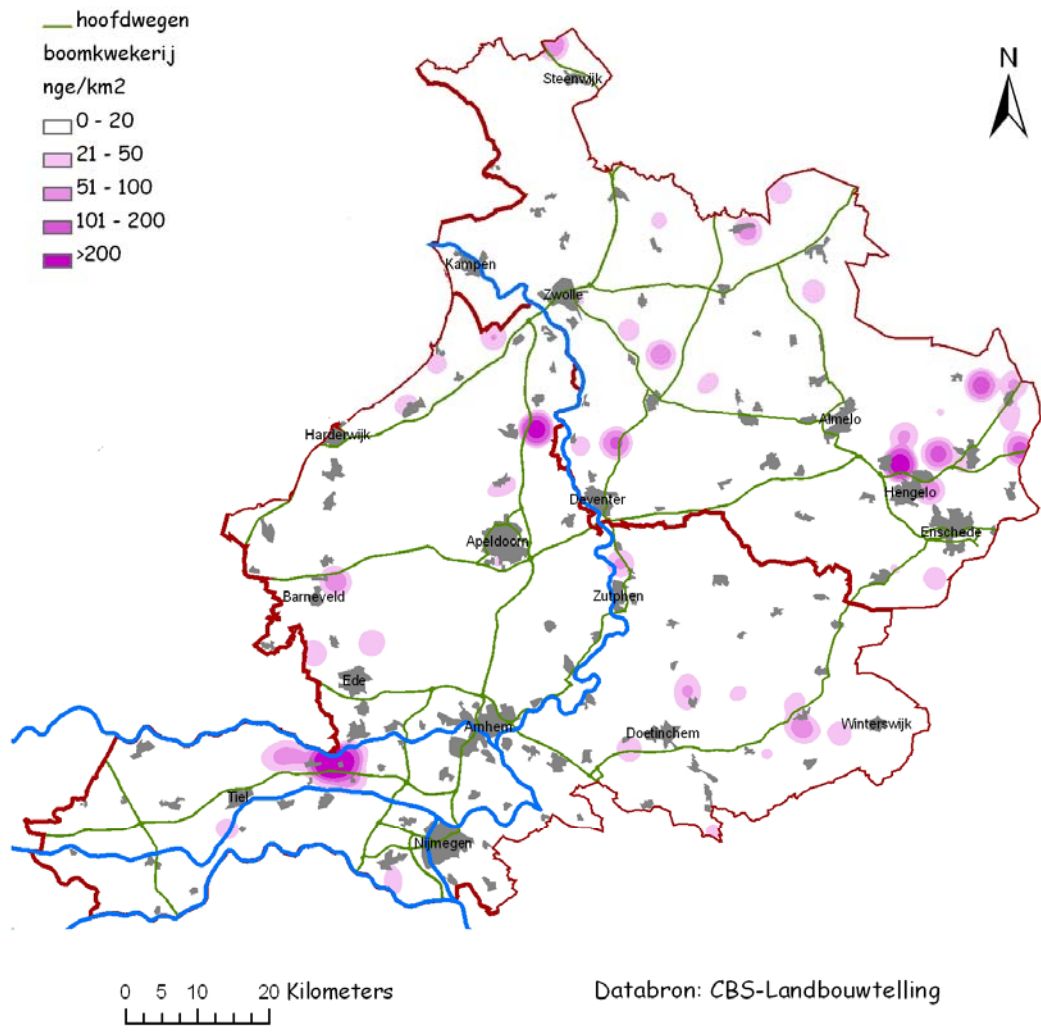 hoofdwegen
boomkwekerij
nge/km2
0 - 20
21 - 50
51 - 100
101 - 200
>200
N
Steenwijk
Kampen
Zwolle
Harderwijk
Almelo
Hengelo
Deventer
Enschede
Apeldoorn
Barneveld
Zutphen
Ede
Arnhem
Doetinchem
Winterswijk
Tiel
Nijmegen
0 5 10 20 Kilometers
Databron: CBS-Landbouwtelling